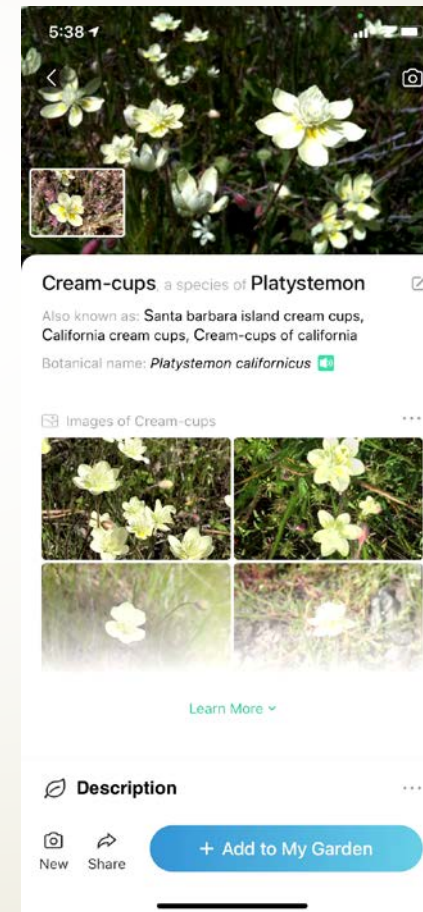 5:38
Cream-cups, a species of Platystemon
Also known as: Santa barbara island cream cups,
California cream cups, Cream-cups of california
Botanical name: Platystemon californicus
Images of Cream-cups
Learn More
Description
New
Share
+ Add to My Garden